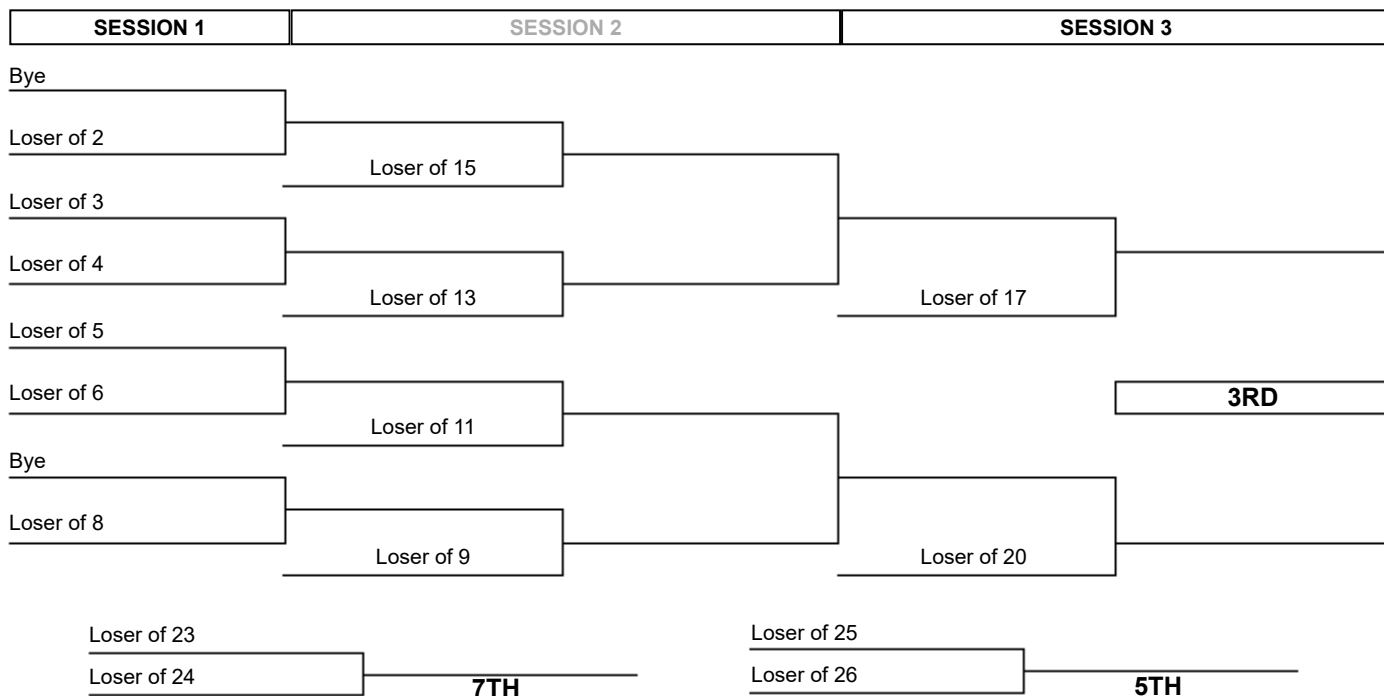 SESSION 1 SESSION 2 SESSION 3
Bye
Loser of 2
Loser of 15
Loser of 3
Loser of 4
Loser of 13
Loser of 17
Loser of 5
Loser of 6
3RD
Loser of 11
Bye
Loser of 8
Loser of 9
Loser of 20
Loser of 23
Loser of 24
7TH
Loser of 25
Loser of 26
5TH